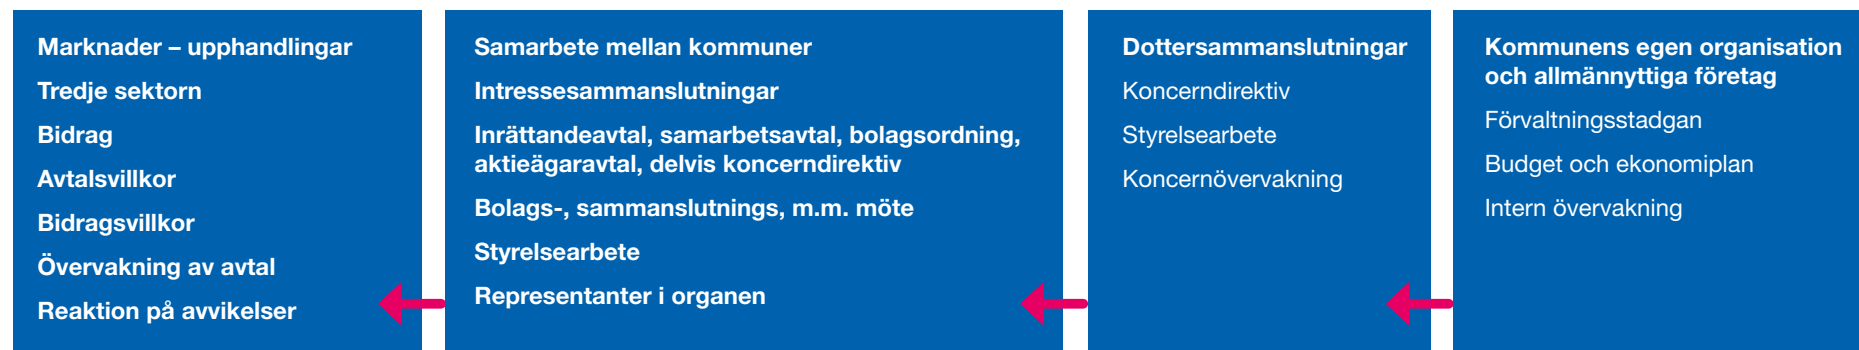 Marknader – upphandlingar
Tredje sektorn
Bidrag
Avtalsvillkor
Bidragsvillkor
Övervakning av avtal
Reaktion på avvikelser
Samarbete mellan kommuner
Intressesammanslutningar
Inrättandeavtal, samarbetsavtal, bolagsordning,
aktieägaravtal, delvis koncerndirektiv
Bolags-, sammanslutnings, m.m. möte
Styrelsearbete
Representanter i organen
Dottersammanslutningar
Koncerndirektiv
Styrelsearbete
Koncernövervakning
Kommunens egen organisation
och allmännyttiga företag
Förvaltningsstadgan
Budget och ekonomiplan
Intern övervakning